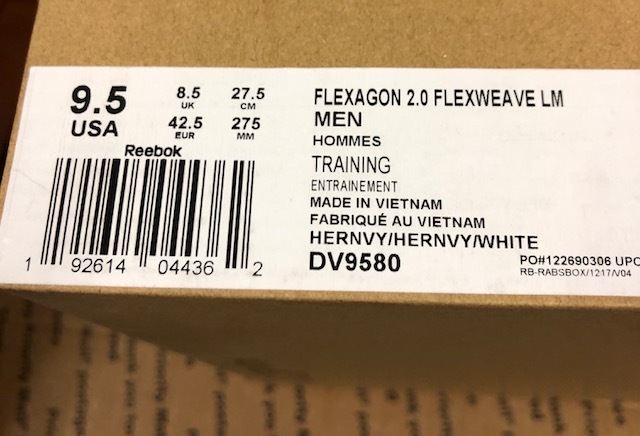 9.5
USA
8.5
UK
27.5
CM
42.5
EUR
275
MM
Reebok
1 92614 04436 2
FLEXAGON 2.0 FLEXWEAVE LM
MEN
HOMMES
TRAINING
ENTRAINEMENT
MADE IN VIETNAM
FABRIQUÉ AU VIETNAM
HERNVY/HERNVY/WHITE
DV9580
PO#122690306 UPC
RB-RABSBOX/1217/V04